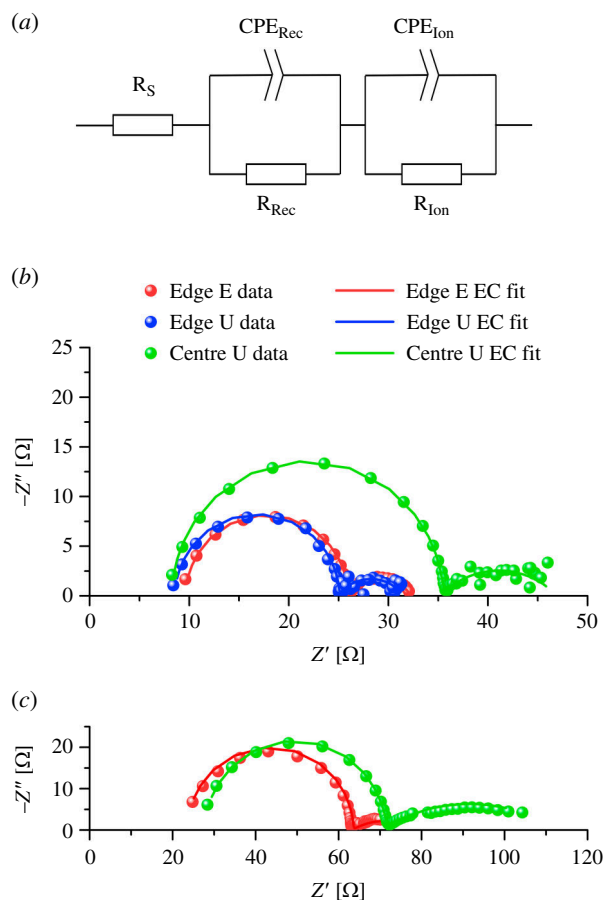 (a)
CPE_Rec CPE_Ion
R_S
R_Rec R_Ion
(b)
Edge E data Edge E EC fit
Edge U data Edge U EC fit
Centre U data Centre U EC fit
25
20
15
10
5
0
0 10 20 30 40 50
–Z″ [Ω]
Z′ [Ω]
(c)
20
10
0
0 20 40 60 80 100 120
–Z″ [Ω]
Z′ [Ω]